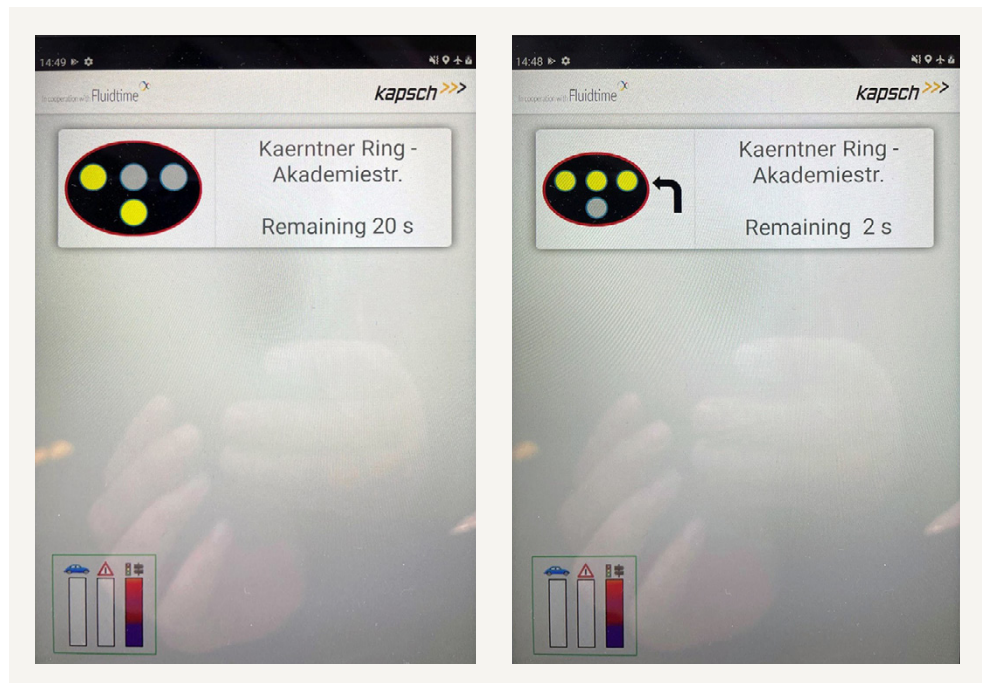 14:49
In cooperation with Fluidtime
kapsch >>>
Kaerntner Ring -
Akademiestr.
Remaining 20 s
14:48
In cooperation with Fluidtime
kapsch >>>
Kaerntner Ring -
Akademiestr.
Remaining 2 s